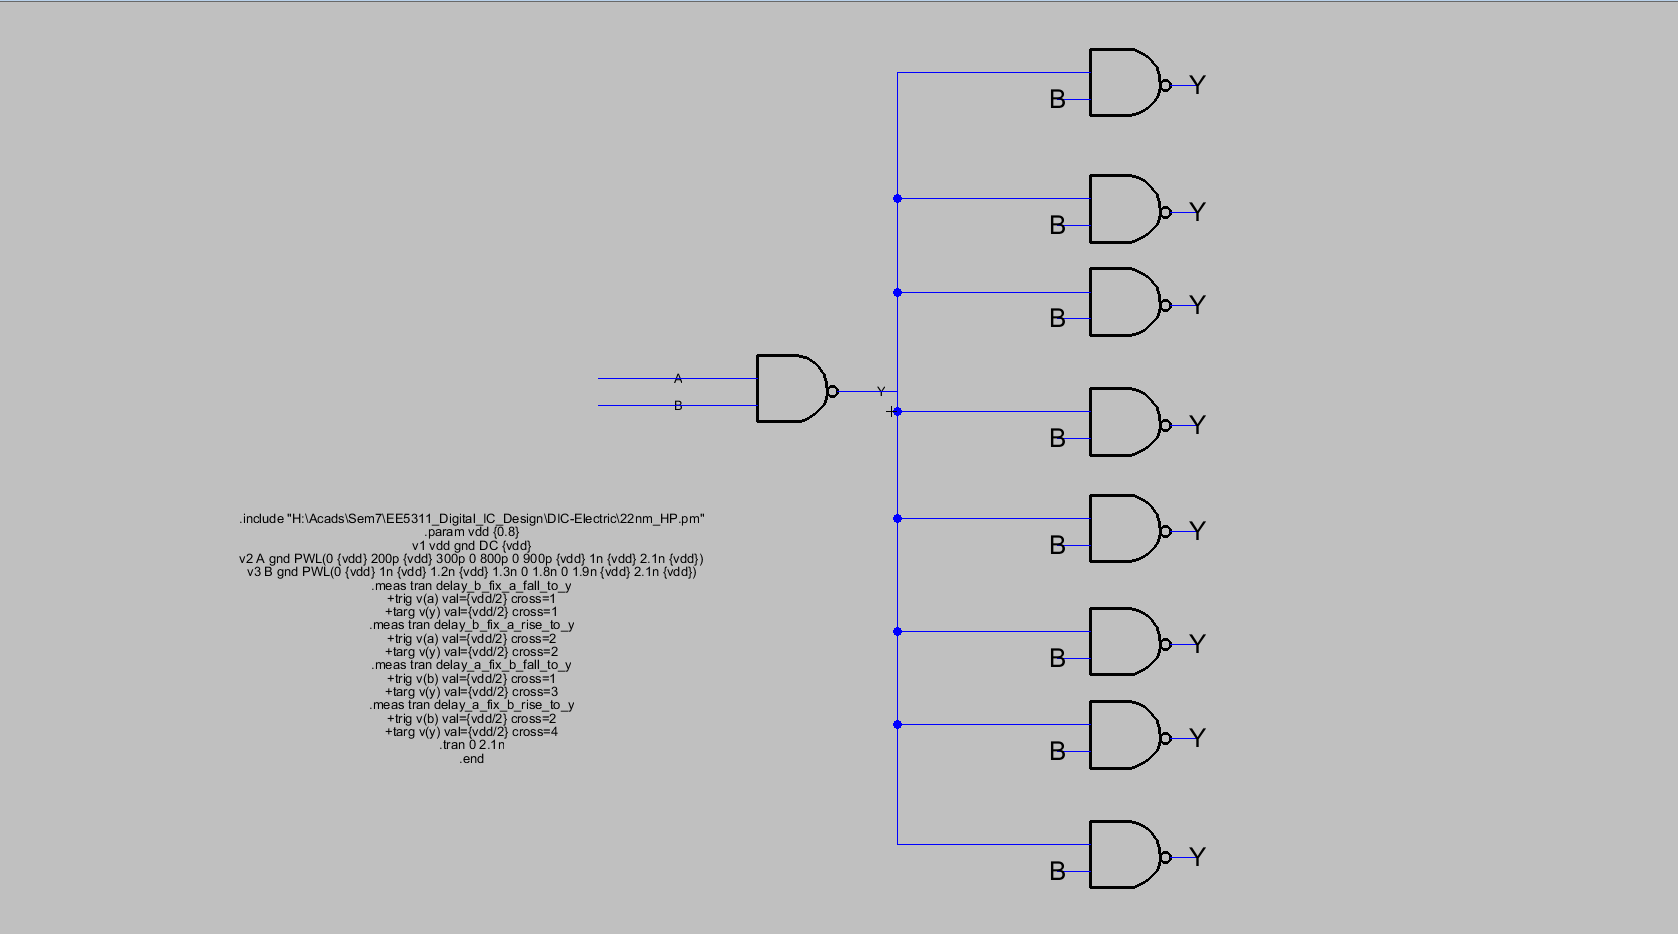 B Y
B Y
B Y
A
B
Y
B Y
B Y
B Y
B Y
B Y
.include "H:\Acads\Sem7\EE5311_Digital_IC_Design\DIC-Electric\22nm_HP.pm"
.param vdd {0.8}
v1 vdd gnd DC {vdd}
v2 A gnd PWL(0 {vdd} 200p {vdd} 300p 0 800p 0 900p {vdd} 1n {vdd} 2.1n {vdd})
v3 B gnd PWL(0 {vdd} 1n {vdd} 1.2n {vdd} 1.3n 0 1.8n 0 1.9n {vdd} 2.1n {vdd})
.meas tran delay_b_fix_a_fall_to_y
+trig v(a) val={vdd/2} cross=1
+targ v(y) val={vdd/2} cross=1
.meas tran delay_b_fix_a_rise_to_y
+trig v(a) val={vdd/2} cross=2
+targ v(y) val={vdd/2} cross=2
.meas tran delay_a_fix_b_fall_to_y
+trig v(b) val={vdd/2} cross=1
+targ v(y) val={vdd/2} cross=3
.meas tran delay_a_fix_b_rise_to_y
+trig v(b) val={vdd/2} cross=2
+targ v(y) val={vdd/2} cross=4
.tran 0 2.1n
.end